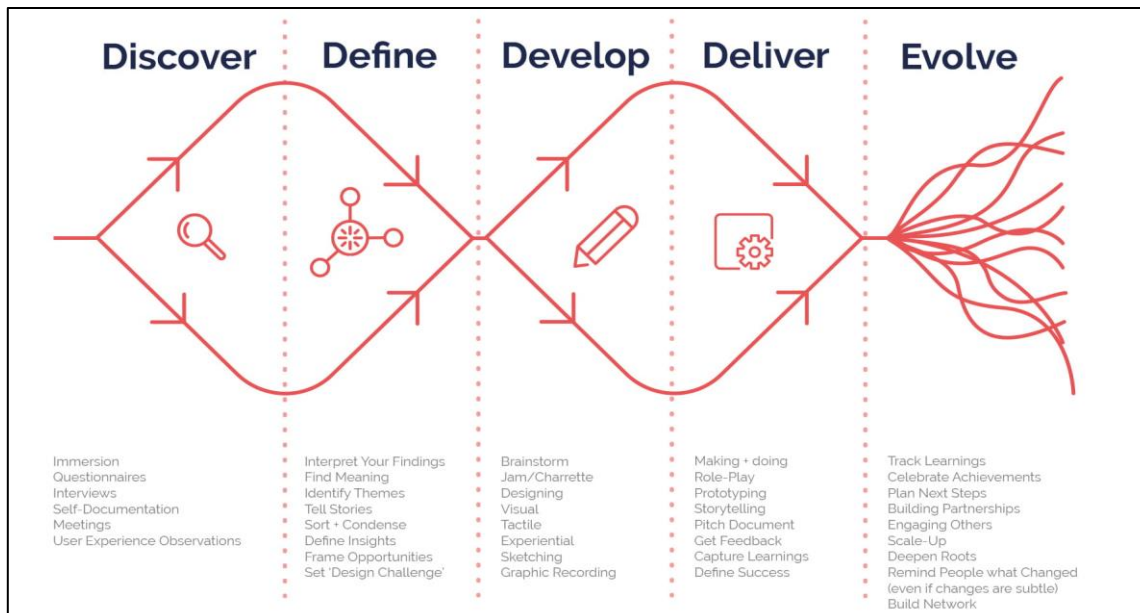 Discover
Define
Develop
Deliver
Evolve
Immersion
Questionnaires
Interviews
Self-Documentation
Meetings
User Experience Observations
Interpret Your Findings
Find Meaning
Identify Themes
Tell Stories
Sort + Condense
Define Insights
Frame Opportunities
Set 'Design Challenge'
Brainstorm
Jam/Charrette
Designing
Visual
Tactile
Experiential
Sketching
Graphic Recording
Making + doing
Role-Play
Prototyping
Storytelling
Pitch Document
Get Feedback
Capture Learnings
Define Success
Track Learnings
Celebrate Achievements
Plan Next Steps
Building Partnerships
Engaging Others
Scale-Up
Deepen Roots
Remind People what Changed
(even if changes are subtle)
Build Network